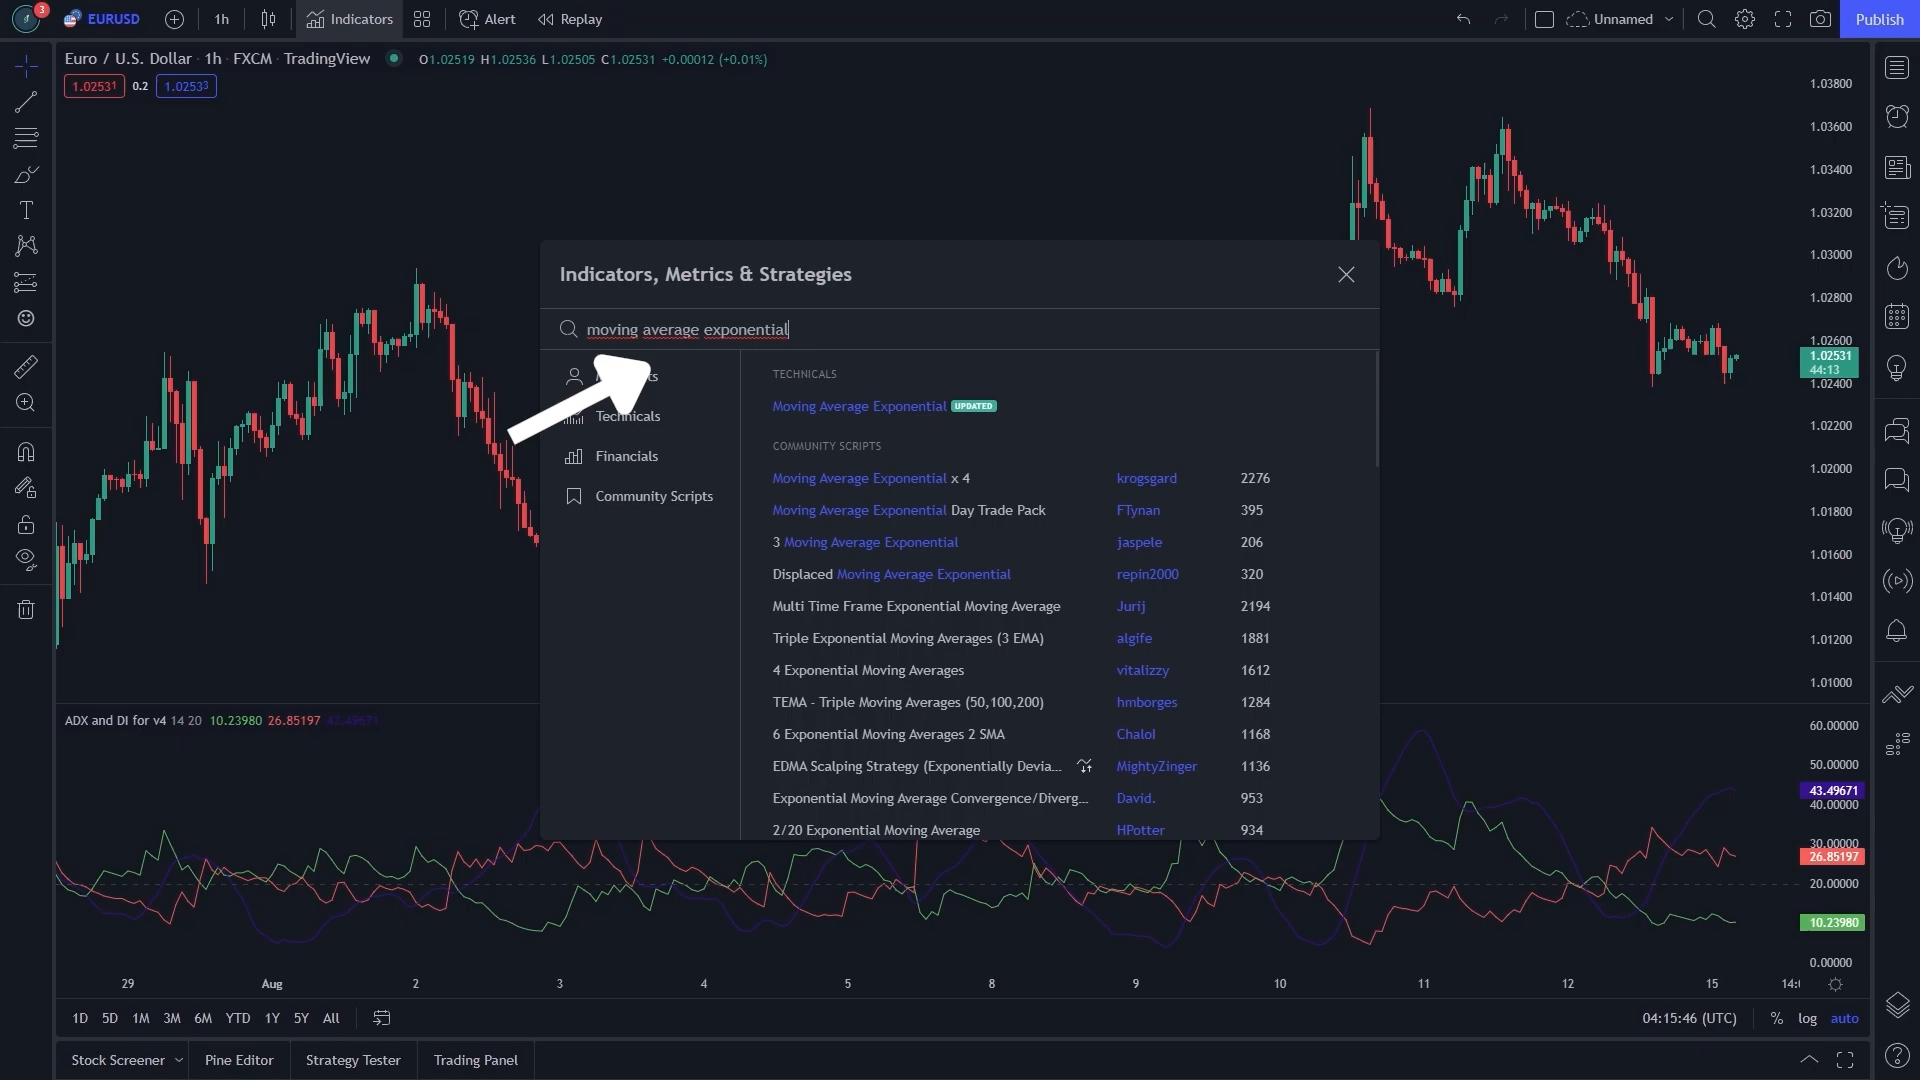 3 EURUSD 1h Indicators Alert Replay Unnamed Publish
Euro / U.S. Dollar · 1h · FXCM · TradingView O1.02519 H1.02536 L1.02505 C1.02531 +0.00012 (+0.01%)
1.02531 0.2 1.02533
1.03800
1.03600
1.03400
1.03200
1.03000
1.02800
1.02600
1.02531
44:13
1.02400
1.02200
1.02000
1.01800
1.01600
1.01400
1.01200
1.01000
Indicators, Metrics & Strategies
moving average exponential
Technicals
Financials
Community Scripts
TECHNICALS
Moving Average Exponential UPDATED
COMMUNITY SCRIPTS
Moving Average Exponential x 4 krogsgard 2276
Moving Average Exponential Day Trade Pack FTynan 395
3 Moving Average Exponential jaspele 206
Displaced Moving Average Exponential repin2000 320
Multi Time Frame Exponential Moving Average Jurij 2194
Triple Exponential Moving Averages (3 EMA) algife 1881
4 Exponential Moving Averages vitalizzy 1612
TEMA - Triple Moving Averages (50,100,200) hmborges 1284
6 Exponential Moving Averages 2 SMA Chalol 1168
EDMA Scalping Strategy (Exponentially Devia... MightyZinger 1136
Exponential Moving Average Convergence/Diverg... David. 953
2/20 Exponential Moving Average HPotter 934
ADX and DI for v4 14 20 10.23980 26.85197 43.49671
60.00000
50.00000
43.49671
40.00000
30.00000
26.85197
20.00000
10.23980
0.00000
29 Aug 2 3 4 5 8 9 10 11 12 15
1D 5D 1M 3M 6M YTD 1Y 5Y All 04:15:46 (UTC) % log auto
Stock Screener Pine Editor Strategy Tester Trading Panel